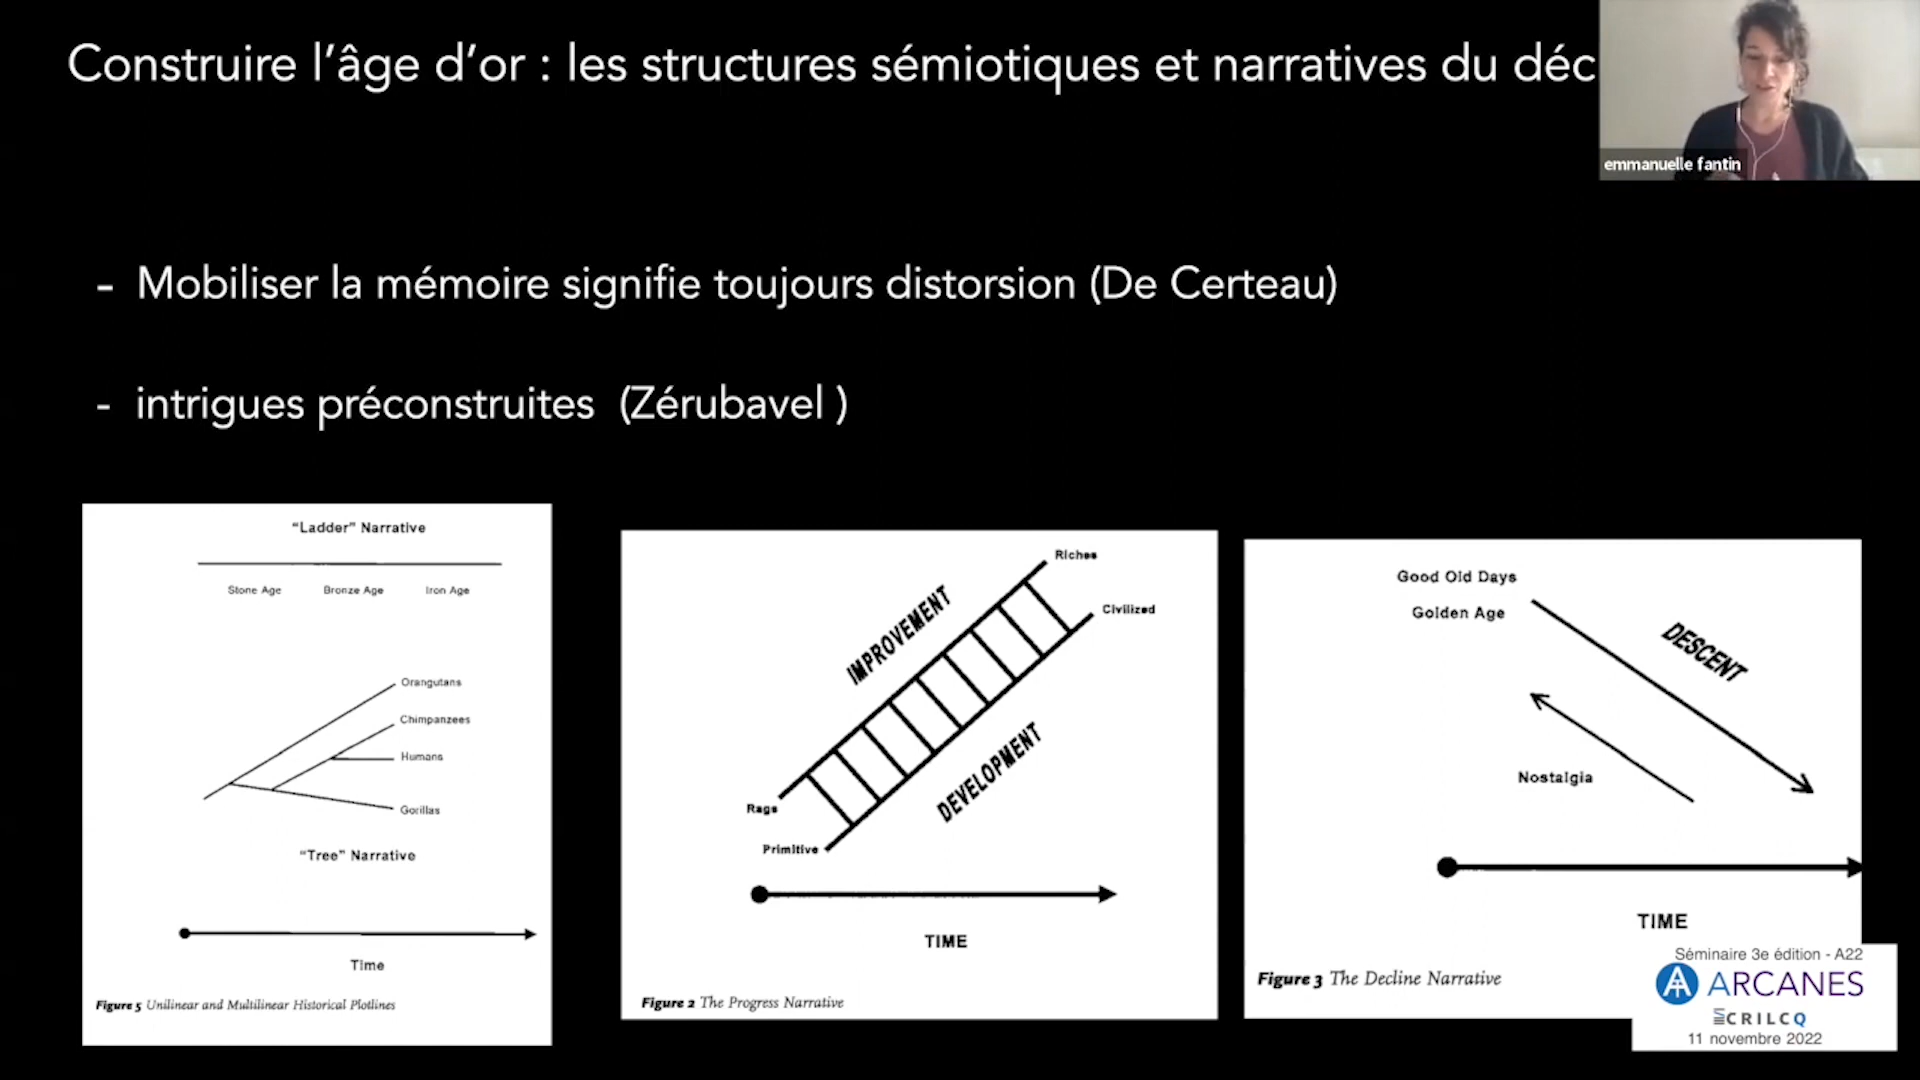 Construire l’âge d’or : les structures sémiotiques et narratives du déc
emmanuelle fantin
- Mobiliser la mémoire signifie toujours distorsion (De Certeau)
- intrigues préconstruites (Zérubavel )
“Ladder” Narrative
Stone Age Bronze Age Iron Age
Orangutans
Chimpanzees
Humans
Gorillas
“Tree” Narrative
Time
Figure 5 Unilinear and Multilinear Historical Plotlines
Riches
Civilized
IMPROVEMENT
DEVELOPMENT
Rags
Primitive
TIME
Figure 2 The Progress Narrative
Good Old Days
Golden Age
DESCENT
Nostalgia
TIME
Figure 3 The Decline Narrative
Séminaire 3e édition - A22
ARCANES
CRILCQ
11 novembre 2022